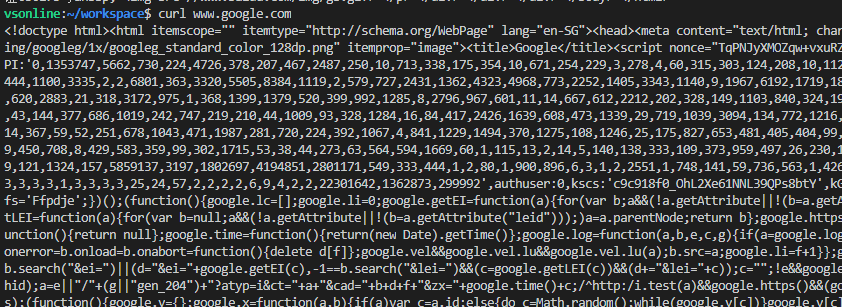 vsonline:~/workspace$ curl www.google.com
<!doctype html><html itemscope="" itemtype="http://schema.org/WebPage" lang="en-SG"><head><meta content="text/html; char
ing/googleg/1x/googleg_standard_color_128dp.png" itemprop="image"><title>Google</title><script nonce="TqPNJyXMOZqw+vxuRZ
PI:'0,1353747,5662,730,224,4726,378,207,467,2487,250,10,713,338,175,354,10,671,254,229,3,278,4,60,315,303,124,208,10,112
444,1100,3335,2,2,6801,363,3320,5505,8384,1119,2,579,727,2431,1362,4323,4968,773,2252,1405,3343,1140,9,1967,6192,1719,18
,620,2883,21,318,3172,975,1,368,1399,1379,520,399,992,1285,8,2796,967,601,11,14,667,612,2212,202,328,149,1103,840,324,19
,43,144,377,686,1019,242,747,219,210,44,1009,93,328,1284,16,84,417,2426,1639,608,473,1339,29,719,1039,3094,134,772,1216,
14,367,59,52,251,678,1043,471,1987,281,720,224,392,1067,4,841,1229,1494,370,1275,108,1246,25,175,827,653,481,405,404,99,
9,450,708,8,429,583,359,99,302,1715,53,38,44,273,63,564,594,1669,60,1,115,13,2,14,5,140,138,333,109,373,959,497,26,230,1
9,121,1324,157,5859137,3197,1802697,4194851,2801171,549,333,444,1,2,80,1,900,896,6,3,1,2,2551,1,748,141,59,736,563,1,426
3,3,3,3,1,3,3,3,3,25,24,57,2,2,2,2,6,9,4,2,2,22301642,1362873,299992',authuser:0,kscs:'c9c918f0_OhL2Xe61NNL39QPs8btY',kG
fs='Ffpdje';})();(function(){google.lc=[];google.li=0;google.getEI=function(a){for(var b;a&&(!a.getAttribute||!(b=a.getA
tLEI=function(a){for(var b=null;a&&(!a.getAttribute||!(b=a.getAttribute("leid")));)a=a.parentNode;return b};google.https
unction(){return null};google.time=function(){return(new Date).getTime()};google.log=function(a,b,e,c,g){if(a=google.log
onerror=b.onload=b.onabort=function(){delete d[f]};google.vel&&google.vel.lu&&google.vel.lu(a);b.src=a;google.li=f+1}};g
b.search("&ei=")||(d="&ei="+google.getEI(c),-1==b.search("&lei=")&&(c=google.getLEI(c))&&(d+="&lei="+c));c="";!e&&google
hid);a=e||"/"+(g||"gen_204")+"?atyp=i&ct="+a+"&cad="+b+d+f+"&zx="+google.time()+c;/^http:/i.test(a)&&google.https()&&(go
s};(function(){google.y={};google.x=function(a,b){if(a)var c=a.id;else{do c=Math.random();while(google.y[c])}google.y[c]